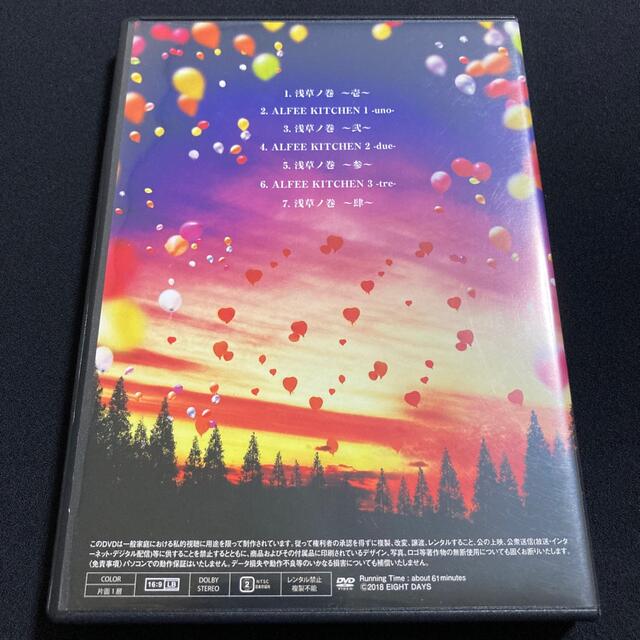 1. 浅草ノ巻 ～壱～
2. ALFEE KITCHEN 1 -uno-
3. 浅草ノ巻 ～弐～
4. ALFEE KITCHEN 2 -due-
5. 浅草ノ巻 ～参～
6. ALFEE KITCHEN 3 -tre-
7. 浅草ノ巻 ～肆～
このDVDは一般家庭における私的視聴に用途を限って制作されています。従って権利者の承認を得ずに複製、改変、譲渡、レンタルすること、公の上映、公衆送信(放送・インタ
ーネット・デジタル配信)等に供することを禁止するとともに、商品およびその付属品に印刷されているデザイン、写真、ロゴ等著作物の無断使用についても固くお断りいたします。
(免責事項)パソコンでの動作保証はいたしません。データ損失や動作不良等のいかなる損害についても補償いたしません。
COLOR
片面1層
16:9 LB
DOLBY
STEREO
2 NTSC
日本市場向
レンタル禁止
複製不能
DVD
VIDEO
Running Time : about 61minutes
©2018 EIGHT DAYS